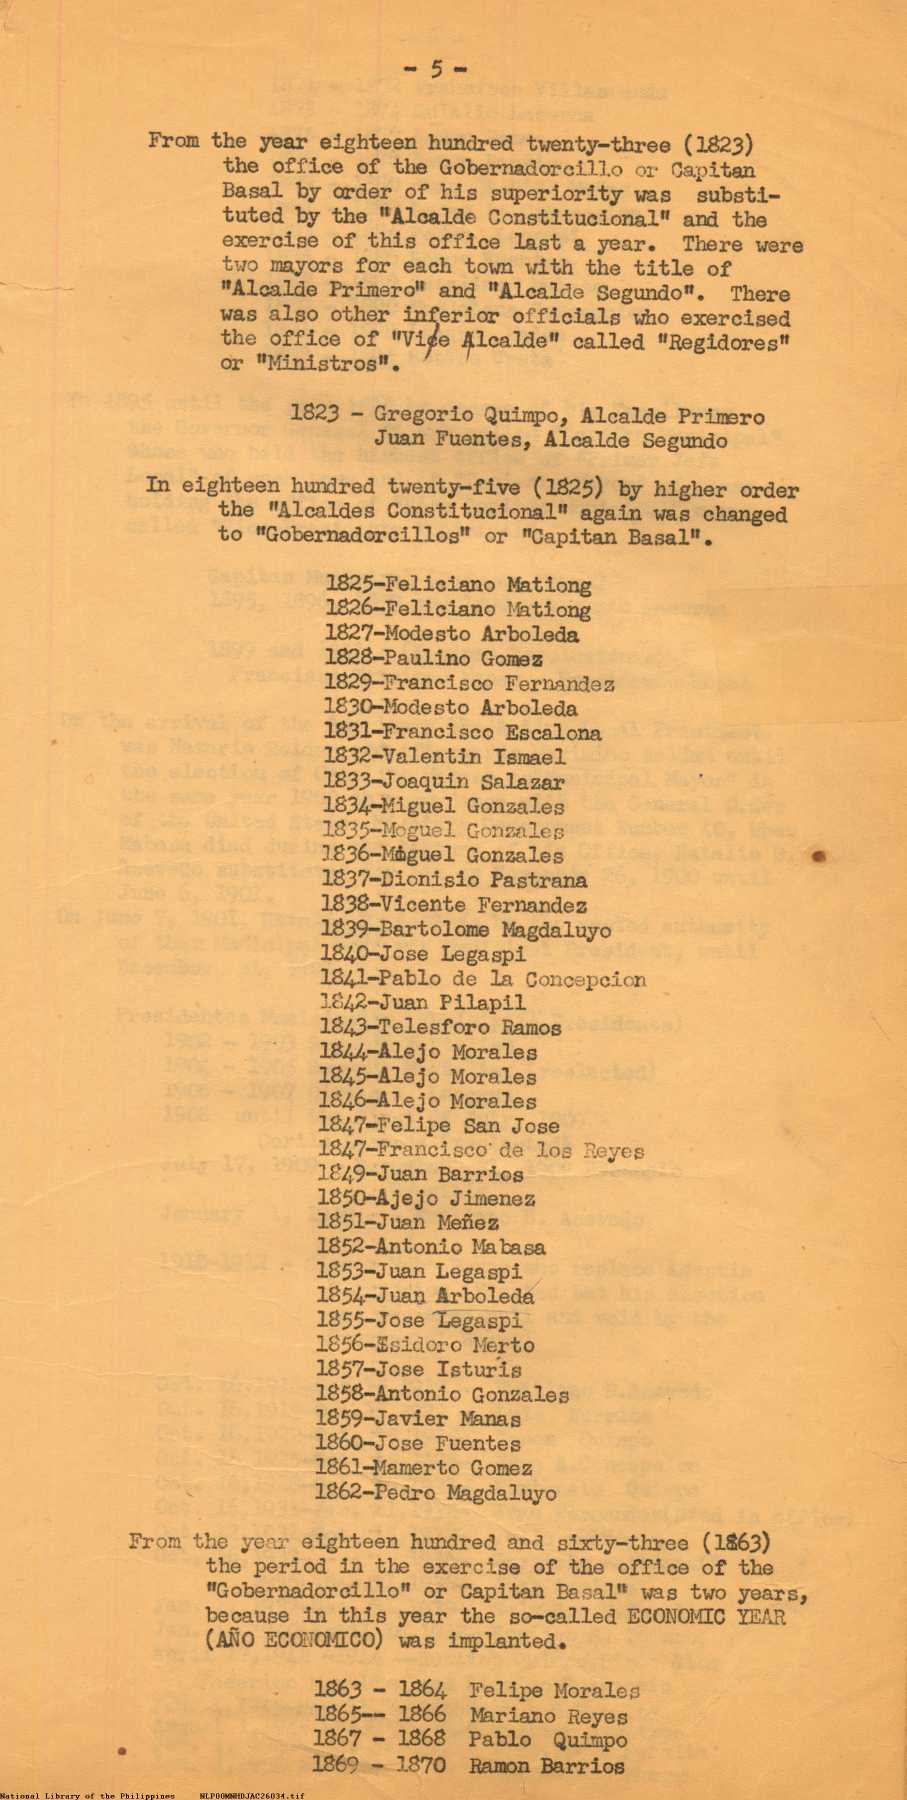 - 5 -
From the year eighteen hundred twenty-three (1823)
the office of the Gobernadorcillo or Capitan
Basal by order of his superiority was substi-
tuted by the "Alcalde Constitucional" and the
exercise of this office last a year. There were
two mayors for each town with the title of
"Alcalde Primero" and "Alcalde Segundo". There
was also other inferior officials who exercised
the office of "Vice Alcalde" called "Regidores"
or "Ministros".
1823 - Gregorio Quimpo, Alcalde Primero
Juan Fuentes, Alcalde Segundo
In eighteen hundred twenty-five (1825) by higher order
the "Alcaldes Constitucional" again was changed
to "Gobernadorcillos" or "Capitan Basal".
1825-Feliciano Mationg
1826-Feliciano Mationg
1827-Modesto Arboleda
1828-Paulino Gomez
1829-Francisco Fernandez
1830-Modesto Arboleda
1831-Francisco Escalona
1832-Valentin Ismael
1833-Joaquin Salazar
1834-Miguel Gonzales
1835-Moguel Gonzales
1836-Miguel Gonzales
1837-Dionisio Pastrana
1838-Vicente Fernandez
1839-Bartolome Magdaluyo
1840-Jose Legaspi
1841-Pablo de la Concepcion
1842-Juan Pilapil
1843-Telesforo Ramos
1844-Alejo Morales
1845-Alejo Morales
1846-Alejo Morales
1847-Felipe San Jose
1847-Francisco de los Reyes
1849-Juan Barrios
1850-Ajejo Jimenez
1851-Juan Meñez
1852-Antonio Mabasa
1853-Juan Legaspi
1854-Juan Arboleda
1855-Jose Legaspi
1856-Isidoro Merto
1857-Jose Isturis
1858-Antonio Gonzales
1859-Javier Manas
1860-Jose Fuentes
1861-Mamerto Gomez
1862-Pedro Magdaluyo
From the year eighteen hundred and sixty-three (1863)
the period in the exercise of the office of the
"Gobernadorcillo" or Capitan Basal" was two years,
because in this year the so-called ECONOMIC YEAR
(AÑO ECONOMICO) was implanted.
1863 - 1864 Felipe Morales
1865-- 1866 Mariano Reyes
1867 - 1868 Pablo Quimpo
1869 - 1870 Ramon Barrios
National Library of the Philippines NLP00MNHDJAC26034.tif